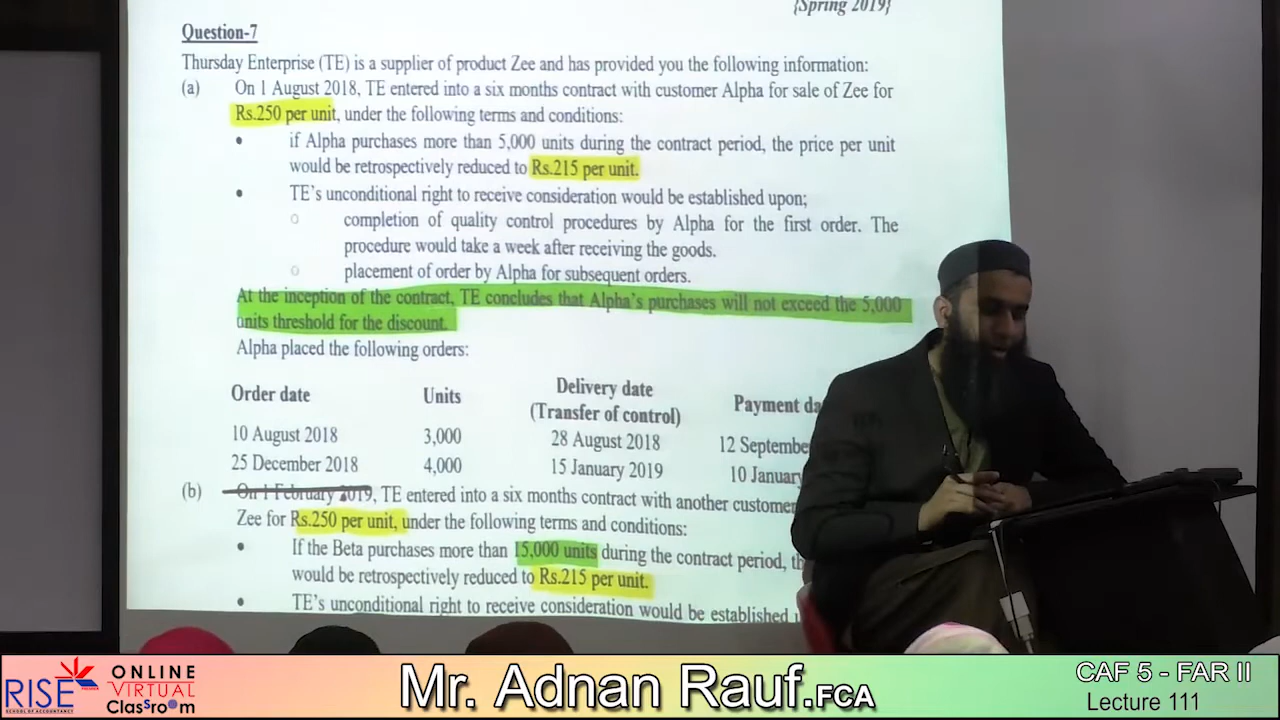 {Spring 2019}
Question-7
Thursday Enterprise (TE) is a supplier of product Zee and has provided you the following information:
(a) On 1 August 2018, TE entered into a six months contract with customer Alpha for sale of Zee for
Rs.250 per unit, under the following terms and conditions:
• if Alpha purchases more than 5,000 units during the contract period, the price per unit
would be retrospectively reduced to Rs.215 per unit.
• TE's unconditional right to receive consideration would be established upon;
o completion of quality control procedures by Alpha for the first order. The
procedure would take a week after receiving the goods.
o placement of order by Alpha for subsequent orders.
At the inception of the contract, TE concludes that Alpha's purchases will not exceed the 5,000
units threshold for the discount.
Alpha placed the following orders:
Order date Units Delivery date (Transfer of control) Payment da
10 August 2018 3,000 28 August 2018 12 Septembe
25 December 2018 4,000 15 January 2019 10 January
(b) On 1 February 2019, TE entered into a six months contract with another customer
Zee for Rs.250 per unit, under the following terms and conditions:
• If the Beta purchases more than 15,000 units during the contract period, th
would be retrospectively reduced to Rs.215 per unit.
• TE's unconditional right to receive consideration would be established u
RISE
SCHOOL OF ACCOUNTANCY
ONLINE
VIRTUAL
ClasSro@m
Mr. Adnan Rauf.FCA
CAF 5 - FAR II
Lecture 111